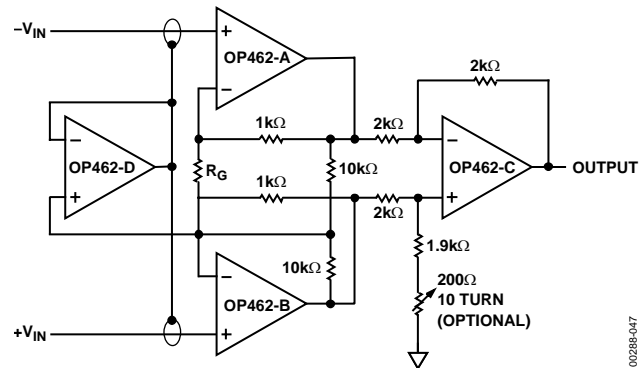 –VIN
OP462-A
2kΩ
1kΩ
2kΩ
OP462-D
RG
10kΩ
OP462-C
OUTPUT
1kΩ
2kΩ
1.9kΩ
10kΩ
200Ω
10 TURN
(OPTIONAL)
OP462-B
+VIN
00288-047
+
–
–
+
–
+
–
+